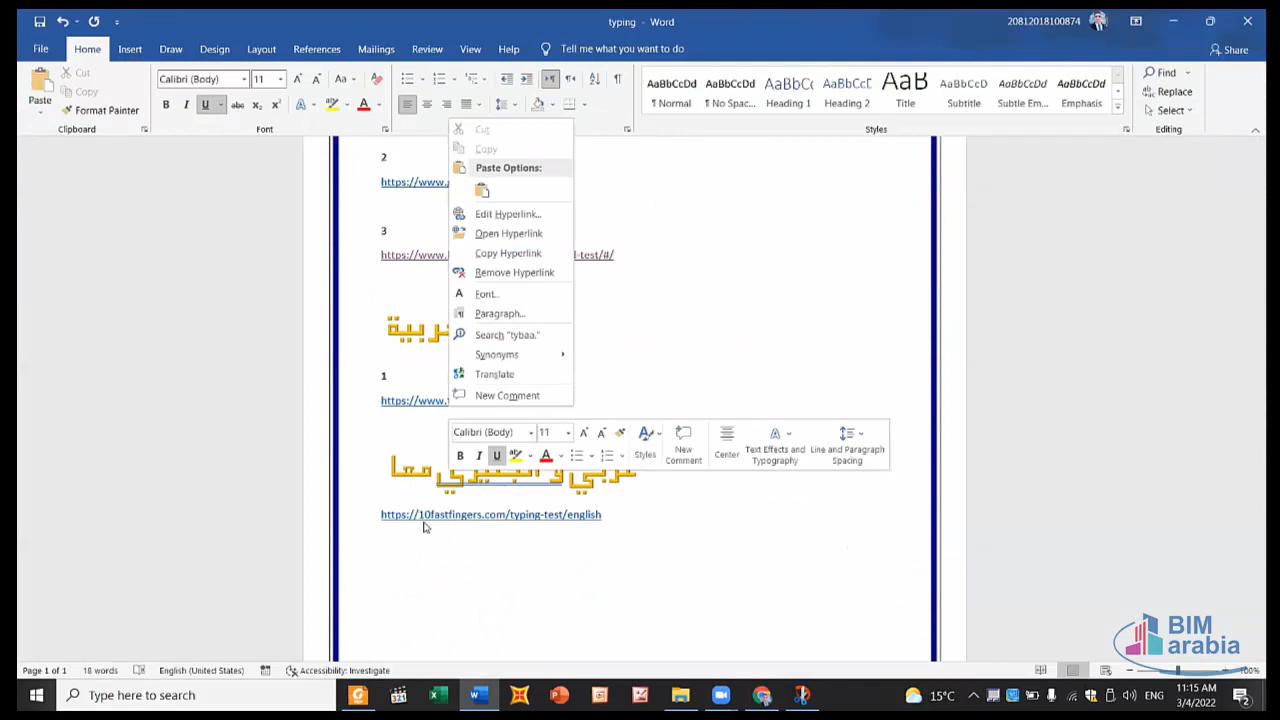 typing - Word
20812018100874
File Home Insert Draw Design Layout References Mailings Review View Help Tell me what you want to do Share
Paste Cut Copy Format Painter
Clipboard
Calibri (Body) 11
Font
AaBbCcDd AaBbCcDd AaBbCc AaBbCcC AaB AaBbCcD AaBbCcDd AaBbCcDd
¶ Normal ¶ No Spac... Heading 1 Heading 2 Title Subtitle Subtle Em... Emphasis
Styles
Find
Replace
Select
Editing
2
https://www.
3
https://www. l-test/#/
1
https://www.
Cut
Copy
Paste Options:
Edit Hyperlink...
Open Hyperlink
Copy Hyperlink
Remove Hyperlink
Font...
Paragraph...
Search "tybaa."
Synonyms
Translate
New Comment
Calibri (Body) 11
B I U
Styles
New Comment
Center
Text Effects and Typography
Line and Paragraph Spacing
عربي و انجليزي معا
https://10fastfingers.com/typing-test/english
BIM arabia
Page 1 of 1 18 words English (United States) Accessibility: Investigate 100%
Type here to search
15°C ENG
11:15 AM
3/4/2022
2